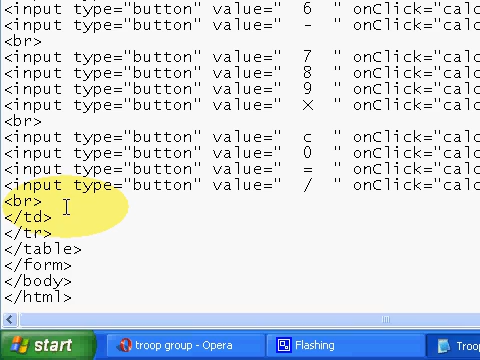 <input type="button" value="  6  " onClick="calc
<input type="button" value="  -  " onClick="calc
<br>
<input type="button" value="  7  " onClick="calc
<input type="button" value="  8  " onClick="calc
<input type="button" value="  9  " onClick="calc
<input type="button" value="  X  " onClick="calc
<br>
<input type="button" value="  c  " onClick="calc
<input type="button" value="  0  " onClick="calc
<input type="button" value="  =  " onClick="calc
<input type="button" value="  /  " onClick="calc
<br>
</td>
</tr>
</table>
</form>
</body>
</html>
start
troop group - Opera
Flashing
Troo